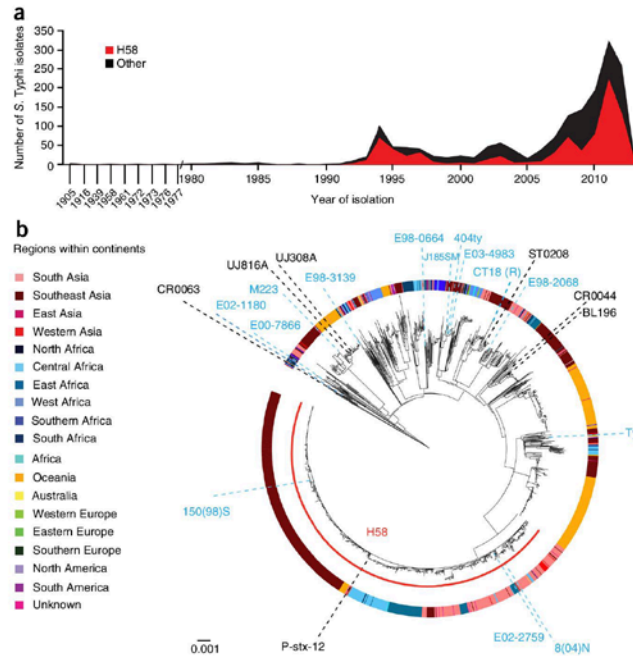 a
Number of S. Typhi isolates
350
300
250
200
150
100
50
0
H58
Other
1905
1916
1939
1958
1961
1972
1973
1976
1977
1980
1985
1990
1995
2000
2005
2010
Year of isolation
b
Regions within continents
South Asia
Southeast Asia
East Asia
Western Asia
North Africa
Central Africa
East Africa
West Africa
Southern Africa
South Africa
Africa
Oceania
Australia
Western Europe
Eastern Europe
Southern Europe
North America
South America
Unknown
CR0063
UJ816A
UJ308A
M223
E02-1180
E00-7866
E98-3139
E98-0664
J185SM
404ty
E03-4983
CT18 (R)
ST0208
E98-2068
CR0044
BL196
150(98)S
H58
P-stx-12
E02-2759
8(04)N
0.001